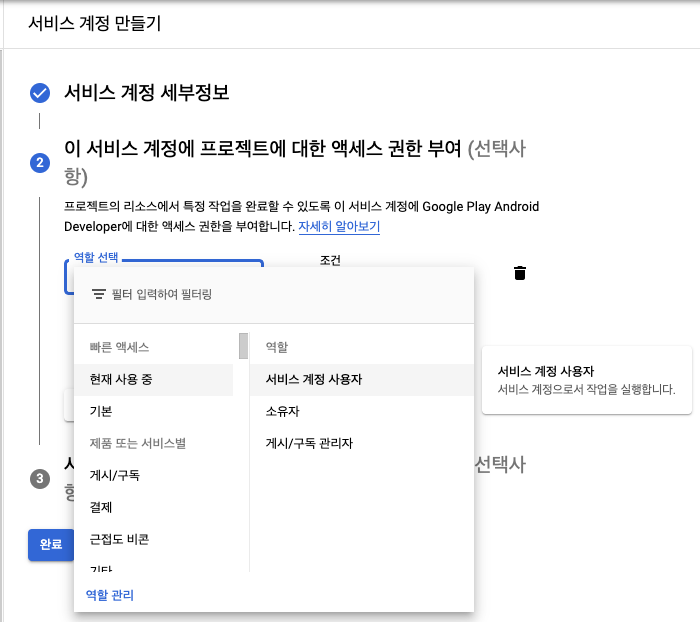 서비스 계정 만들기
서비스 계정 세부정보
2
이 서비스 계정에 프로젝트에 대한 액세스 권한 부여 (선택사
항)
프로젝트의 리소스에서 특정 작업을 완료할 수 있도록 이 서비스 계정에 Google Play Android
Developer에 대한 액세스 권한을 부여합니다. 자세히 알아보기
역할 선택
조건
필터 입력하여 필터링
빠른 액세스
현재 사용 중
기본
제품 또는 서비스별
게시/구독
결제
근접도 비콘
기타
역할 관리
역할
서비스 계정 사용자
소유자
게시/구독 관리자
서비스 계정 사용자
서비스 계정으로서 작업을 실행합니다.
3
선택사
완료